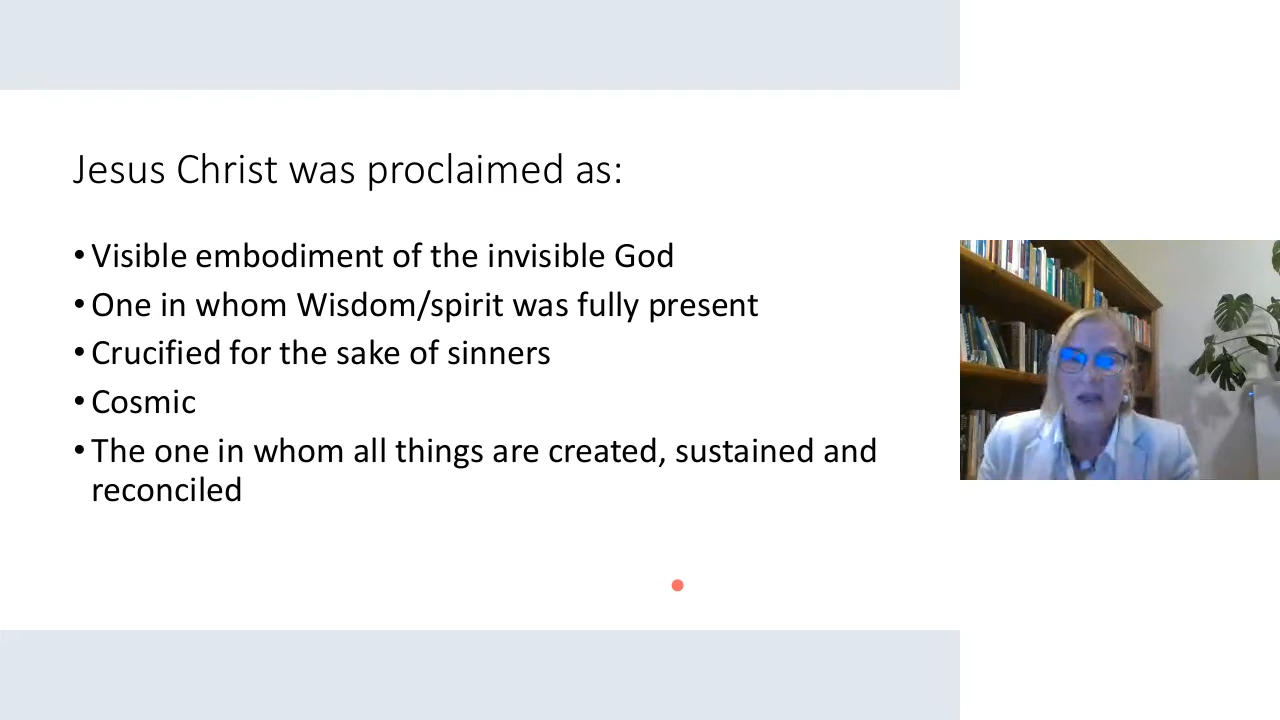 Jesus Christ was proclaimed as:
• Visible embodiment of the invisible God
• One in whom Wisdom/spirit was fully present
• Crucified for the sake of sinners
• Cosmic
• The one in whom all things are created, sustained and
reconciled